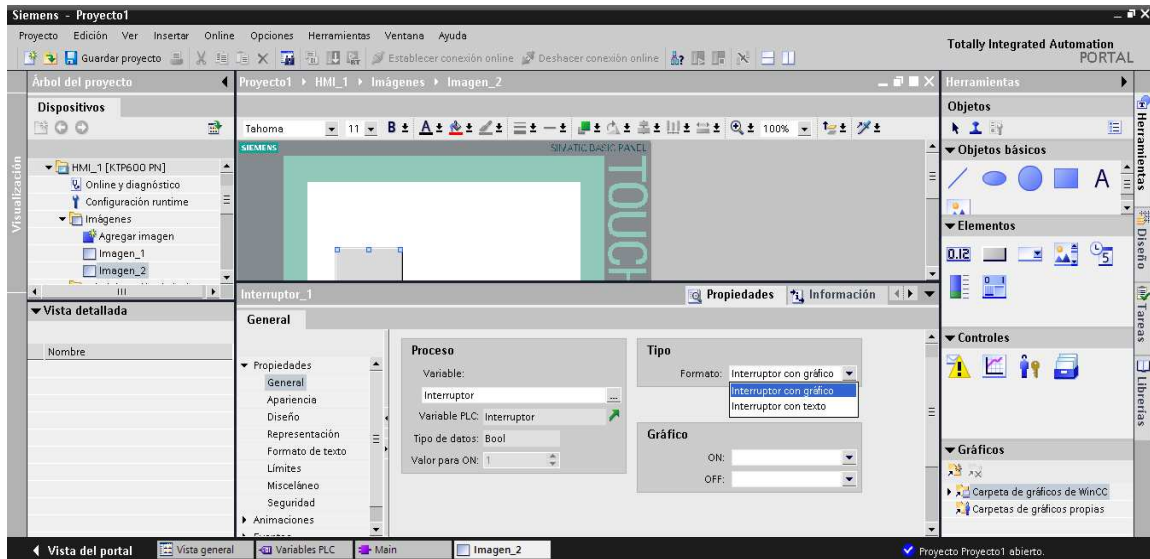 Siemens - Proyecto1
Proyecto Edición Ver Insertar Online Opciones Herramientas Ventana Ayuda
Guardar proyecto Establecer conexión online Deshacer conexión online
Totally Integrated Automation
PORTAL
Árbol del proyecto
Proyecto1 HMI_1 Imágenes Imagen_2
Herramientas
Dispositivos
Objetos
Tahoma 11 B A 100%
Visualización
HMI_1 [KTP600 PN]
Online y diagnóstico
Configuración runtime
Imágenes
Agregar imagen
Imagen_1
Imagen_2
Vista detallada
Nombre
SIEMENS
SIMATIC BASIC PANEL
TOUCH
Interruptor_1
Propiedades Información
General
Propiedades
General
Apariencia
Diseño
Representación
Formato de texto
Límites
Misceláneo
Seguridad
Animaciones
Proceso
Variable:
Interruptor
Variable PLC: Interruptor
Tipo de datos: Bool
Valor para ON: 1
Tipo
Formato: Interruptor con gráfico
Interruptor con gráfico
Interruptor con texto
Gráfico
ON:
OFF:
Objetos básicos
A
Elementos
0.12
5
0 1
Controles
Gráficos
Carpeta de gráficos de WinCC
Carpetas de gráficos propias
Herramientas
Diseño
Tareas
Librerías
Vista del portal Vista general Variables PLC Main Imagen_2
Proyecto Proyecto1 abierto.